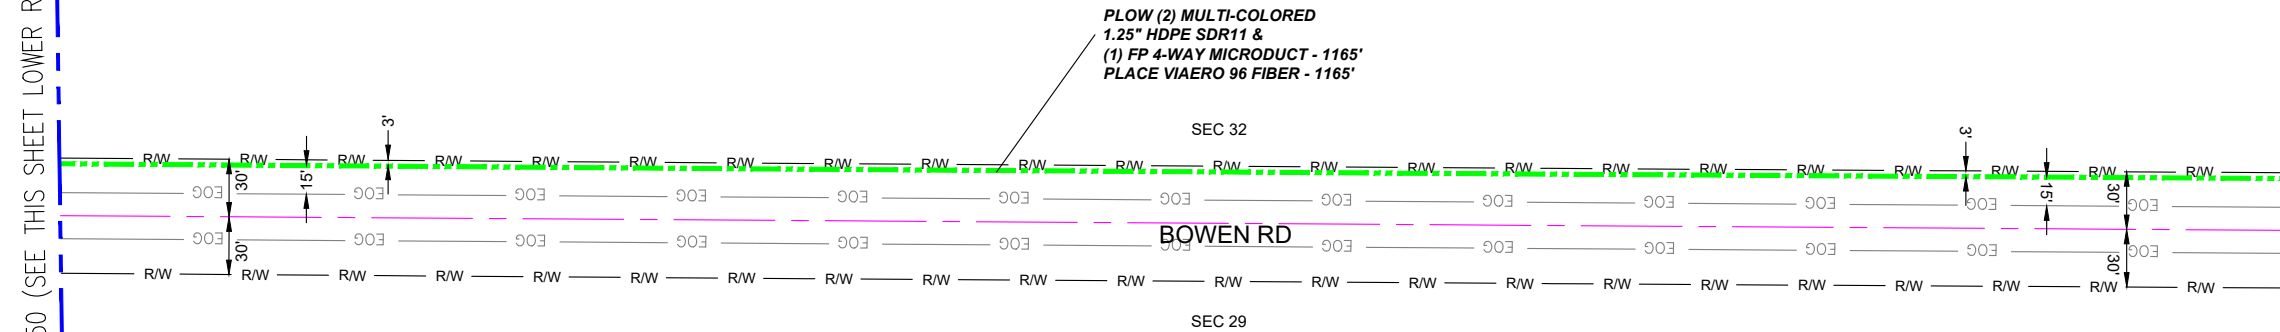 50 (SEE THIS SHEET LOWER R
PLOW (2) MULTI-COLORED
1.25" HDPE SDR11 &
(1) FP 4-WAY MICRODUCT - 1165'
PLACE VIAERO 96 FIBER - 1165'
SEC 32
3'
3'
R/W R/W R/W R/W R/W R/W R/W R/W R/W R/W R/W R/W R/W R/W R/W R/W R/W R/W R/W R/W R/W R/W
30'
15'
15'
30'
EOG EOG EOG EOG EOG EOG EOG EOG EOG EOG EOG EOG EOG
BOWEN RD
EOG EOG EOG EOG EOG EOG EOG EOG EOG EOG EOG EOG EOG
30'
30'
R/W R/W R/W R/W R/W R/W R/W R/W R/W R/W R/W R/W R/W R/W R/W R/W R/W R/W R/W R/W R/W R/W
SEC 29